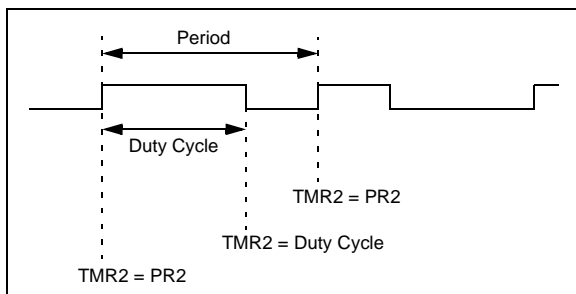 Period
Duty Cycle
TMR2 = PR2
TMR2 = Duty Cycle
TMR2 = PR2